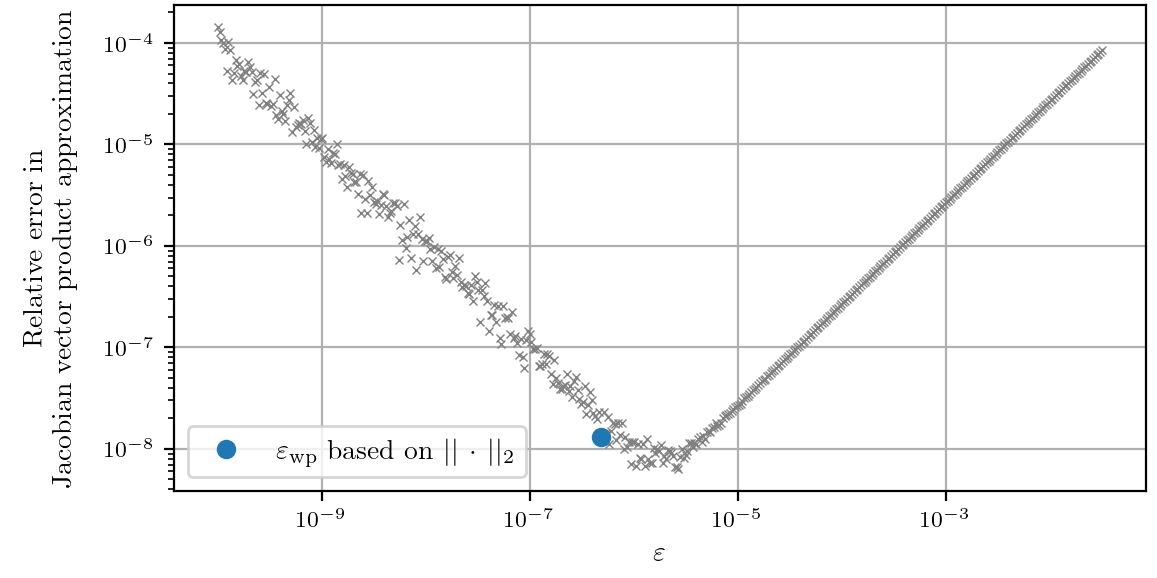 Relative error in
Jacobian vector product approximation
10⁻⁴
10⁻⁵
10⁻⁶
10⁻⁷
10⁻⁸
ε_wp based on || · ||₂
10⁻⁹
10⁻⁷
10⁻⁵
10⁻³
ε